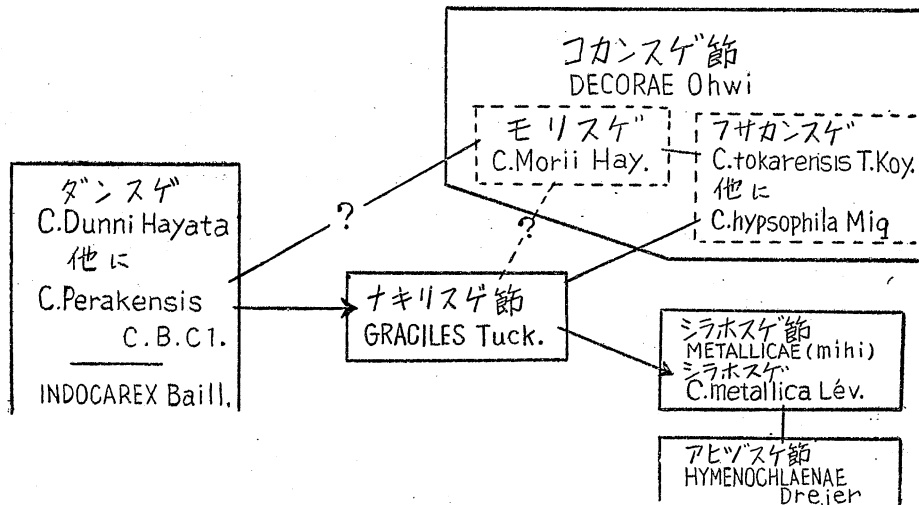 コカンスゲ節
DECORAE Ohwi
モリスゲ
C.Morii Hay.
フサカンスゲ
C.tokarensis T.Koy.
他に
C.hypsophila Miq
ダンスゲ
C.Dunni Hayata
他に
C.Perakensis
C.B.Cl.
INDOCAREX Baill.
?
?
ナキリスゲ節
GRACILES Tuck.
シラホスゲ節
METALLICAE (mihi)
シラホスゲ
C.metallica Lév.
アヒヅスゲ節
HYMENOCHLAENAE
Drejer